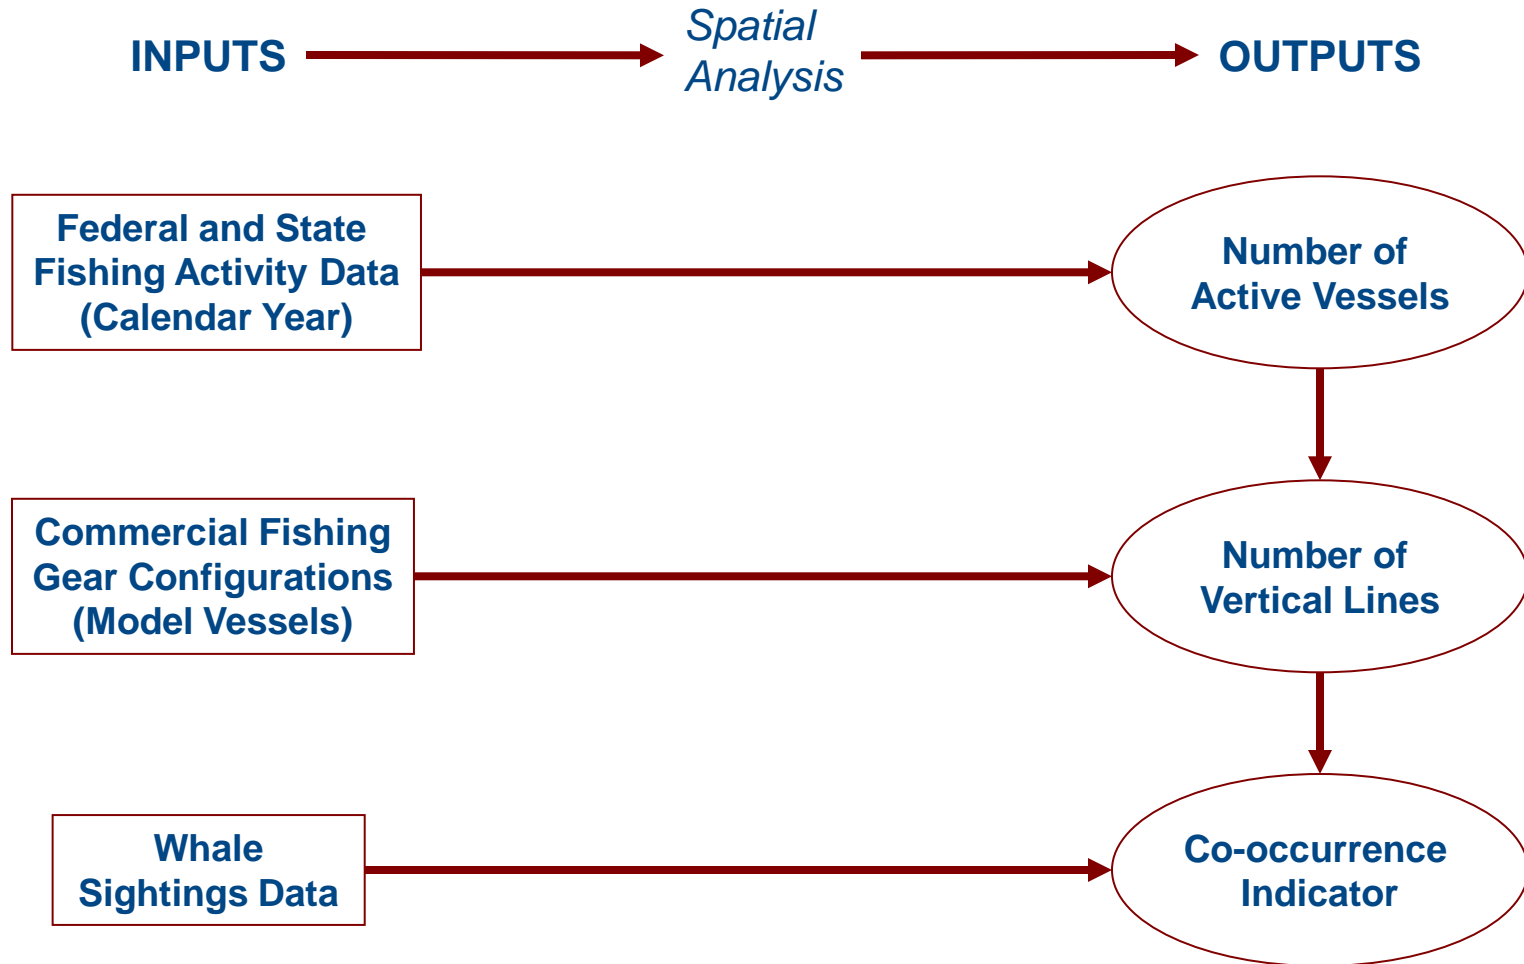 INPUTS
Spatial
Analysis
OUTPUTS
Federal and State
Fishing Activity Data
(Calendar Year)
Number of
Active Vessels
Commercial Fishing
Gear Configurations
(Model Vessels)
Number of
Vertical Lines
Whale
Sightings Data
Co-occurrence
Indicator